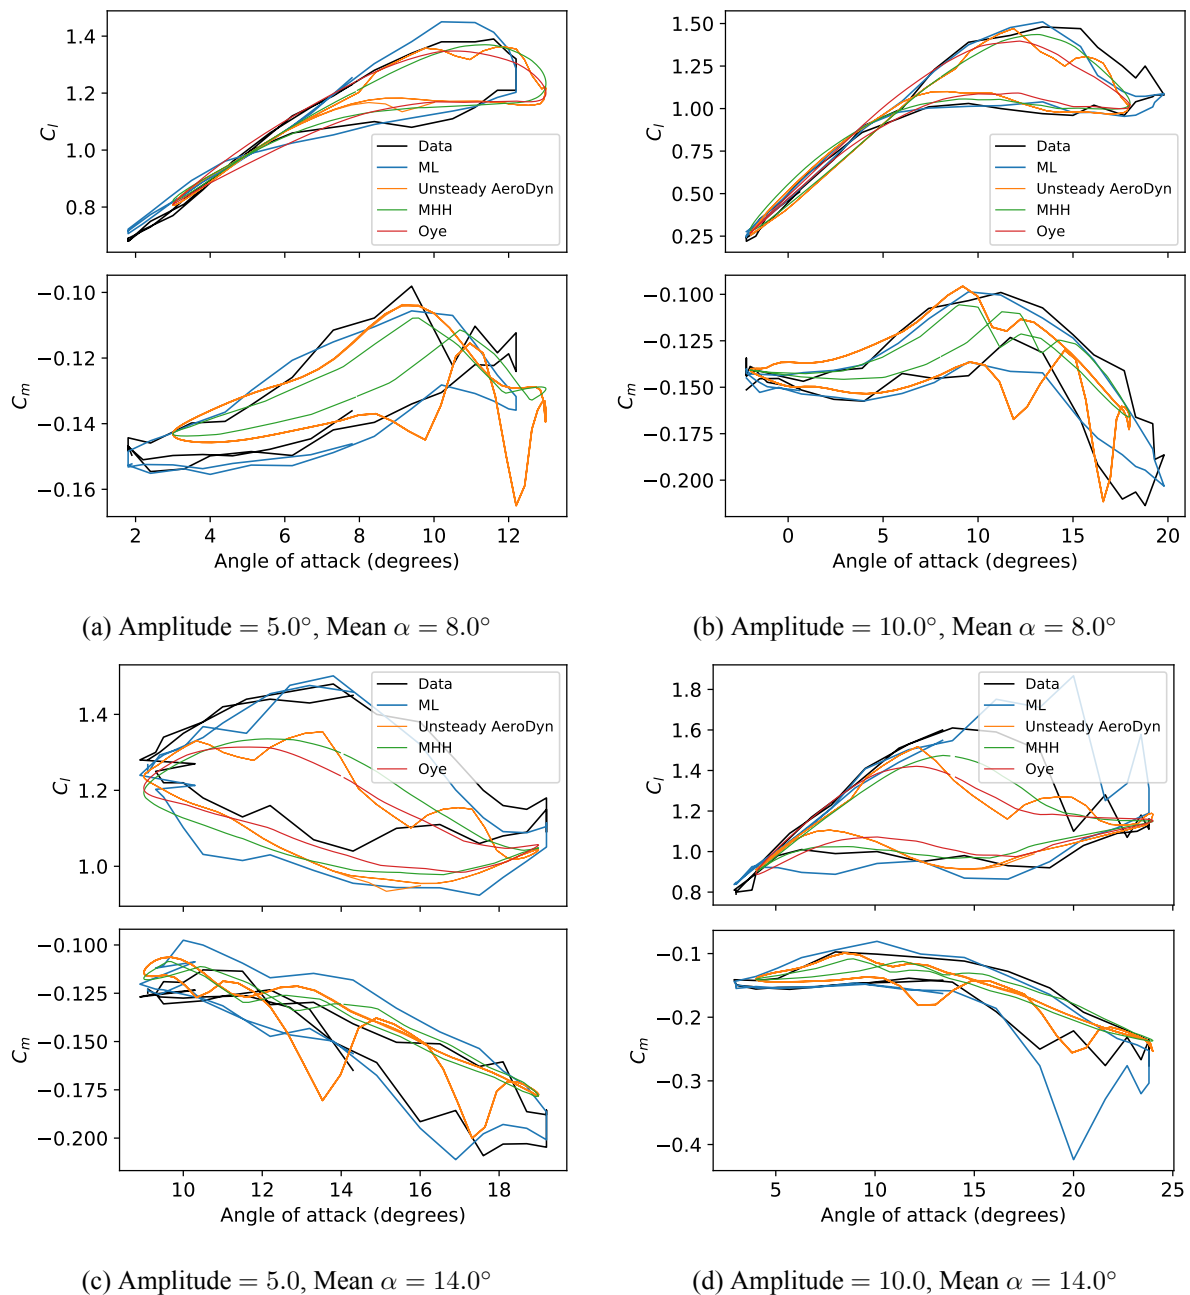 1.4
1.2
1.0
0.8
C_l
Data
ML
Unsteady AeroDyn
MHH
Oye
−0.10
−0.12
−0.14
−0.16
C_m
2 4 6 8 10 12
Angle of attack (degrees)
(a) Amplitude = 5.0°, Mean α = 8.0°
1.50
1.25
1.00
0.75
0.50
0.25
C_l
Data
ML
Unsteady AeroDyn
MHH
Oye
−0.100
−0.125
−0.150
−0.175
−0.200
C_m
0 5 10 15 20
Angle of attack (degrees)
(b) Amplitude = 10.0°, Mean α = 8.0°
1.4
1.2
1.0
C_l
Data
ML
Unsteady AeroDyn
MHH
Oye
−0.100
−0.125
−0.150
−0.175
−0.200
C_m
10 12 14 16 18
Angle of attack (degrees)
(c) Amplitude = 5.0, Mean α = 14.0°
1.8
1.6
1.4
1.2
1.0
0.8
C_l
Data
ML
Unsteady AeroDyn
MHH
Oye
−0.1
−0.2
−0.3
−0.4
C_m
5 10 15 20 25
Angle of attack (degrees)
(d) Amplitude = 10.0, Mean α = 14.0°